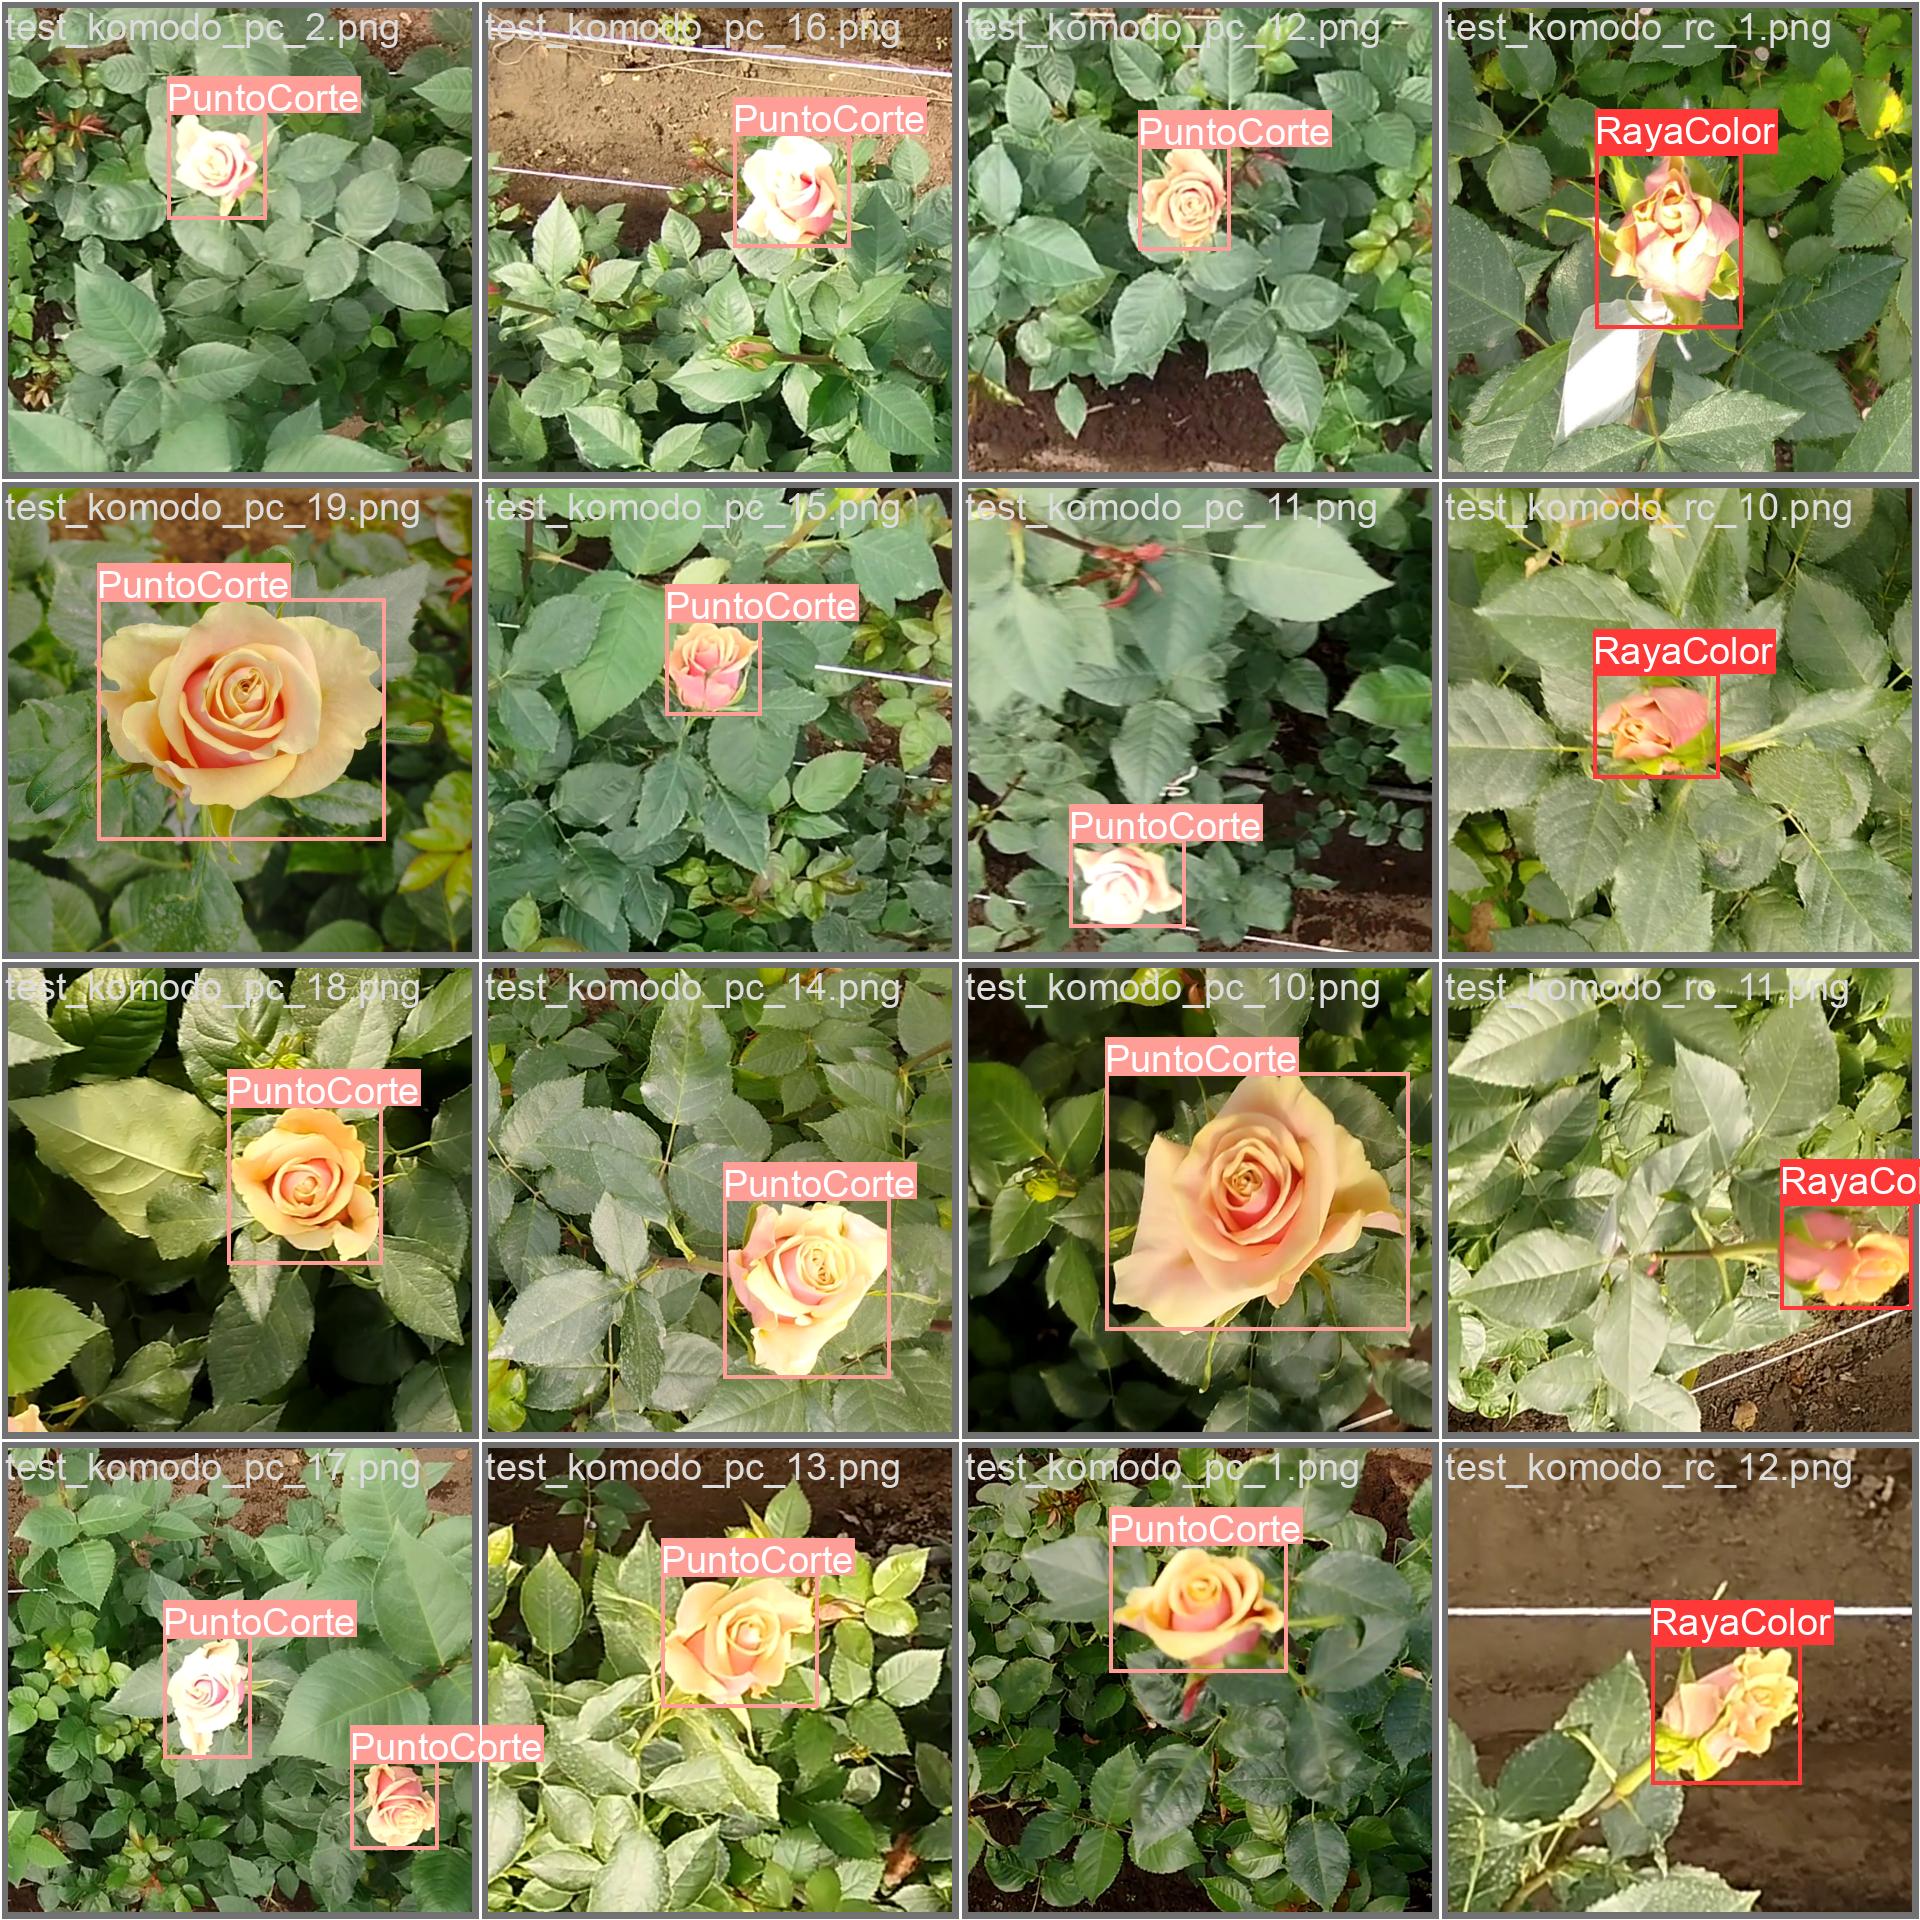 test_komodo_pc_2.png
PuntoCorte
test_komodo_pc_16.png
PuntoCorte
test_komodo_pc_12.png
PuntoCorte
test_komodo_rc_1.png
RayaColor
test_komodo_pc_19.png
PuntoCorte
test_komodo_pc_15.png
PuntoCorte
test_komodo_pc_11.png
PuntoCorte
test_komodo_rc_10.png
RayaColor
test_komodo_pc_18.png
PuntoCorte
test_komodo_pc_14.png
PuntoCorte
test_komodo_pc_10.png
PuntoCorte
test_komodo_rc_11.png
RayaCo
test_komodo_pc_17.png
PuntoCorte
PuntoCorte
test_komodo_pc_13.png
PuntoCorte
test_komodo_pc_1.png
PuntoCorte
test_komodo_rc_12.png
RayaColor